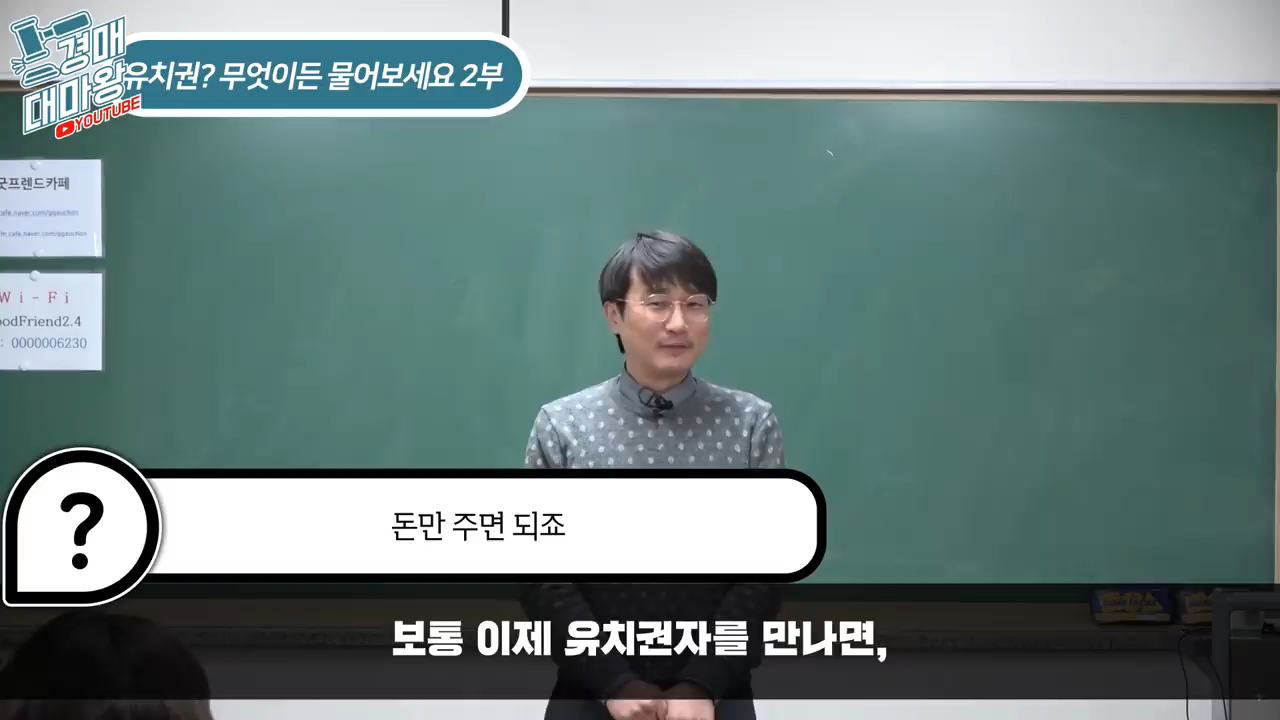 경매
대마왕
YOUTUBE
유치권? 무엇이든 물어보세요 2부
굿프렌드카페
cafe.naver.com/ggauction
m.cafe.naver.com/ggauction
Wi-Fi
oodFriend2.4
: 0000006230
?
돈만 주면 되죠
보통 이제 유치권자를 만나면,